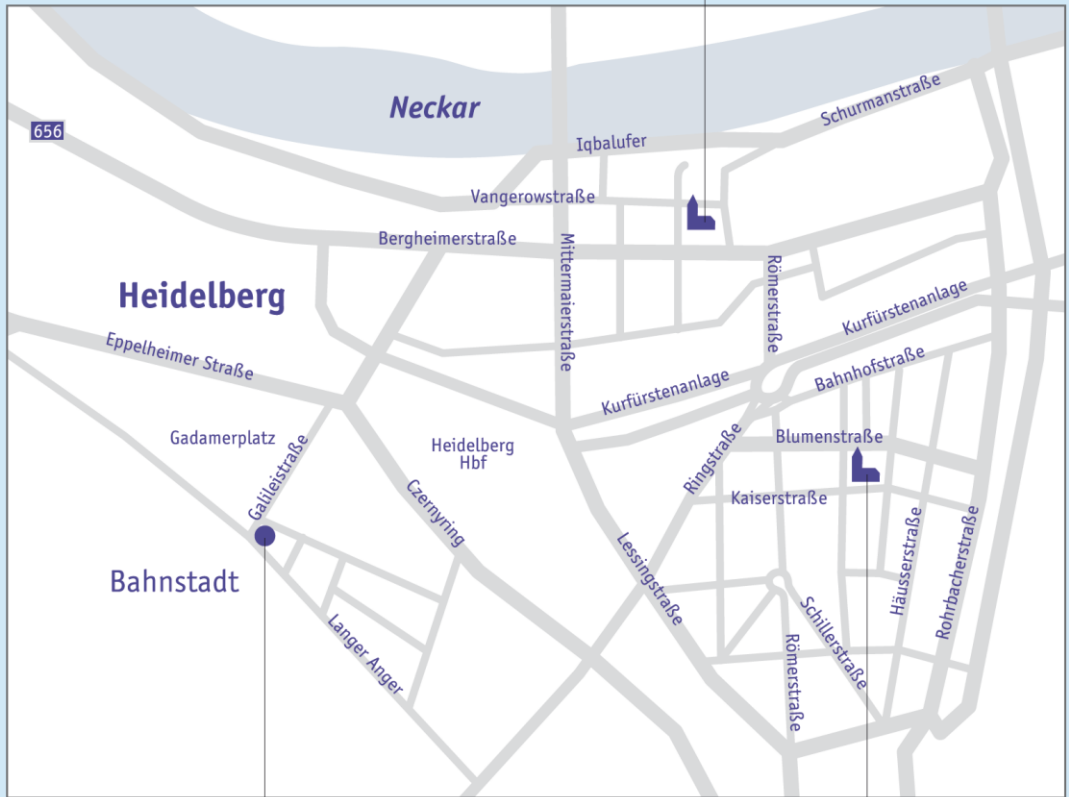 Neckar
Schurmanstraße
656
Iqbalufer
Vangerowstraße
Bergheimerstraße
Mittermaierstraße
Römerstraße
Heidelberg
Kurfürstenanlage
Eppelheimer Straße
Bahnhofstraße
Kurfürstenanlage
Gadamerplatz
Heidelberg
Hbf
Blumenstraße
Ringstraße
Galileistraße
Kaiserstraße
Czernyring
Bahnstadt
Lessingstraße
Häusserstraße
Rohrbacherstraße
Langer Anger
Schillerstraße
Römerstraße